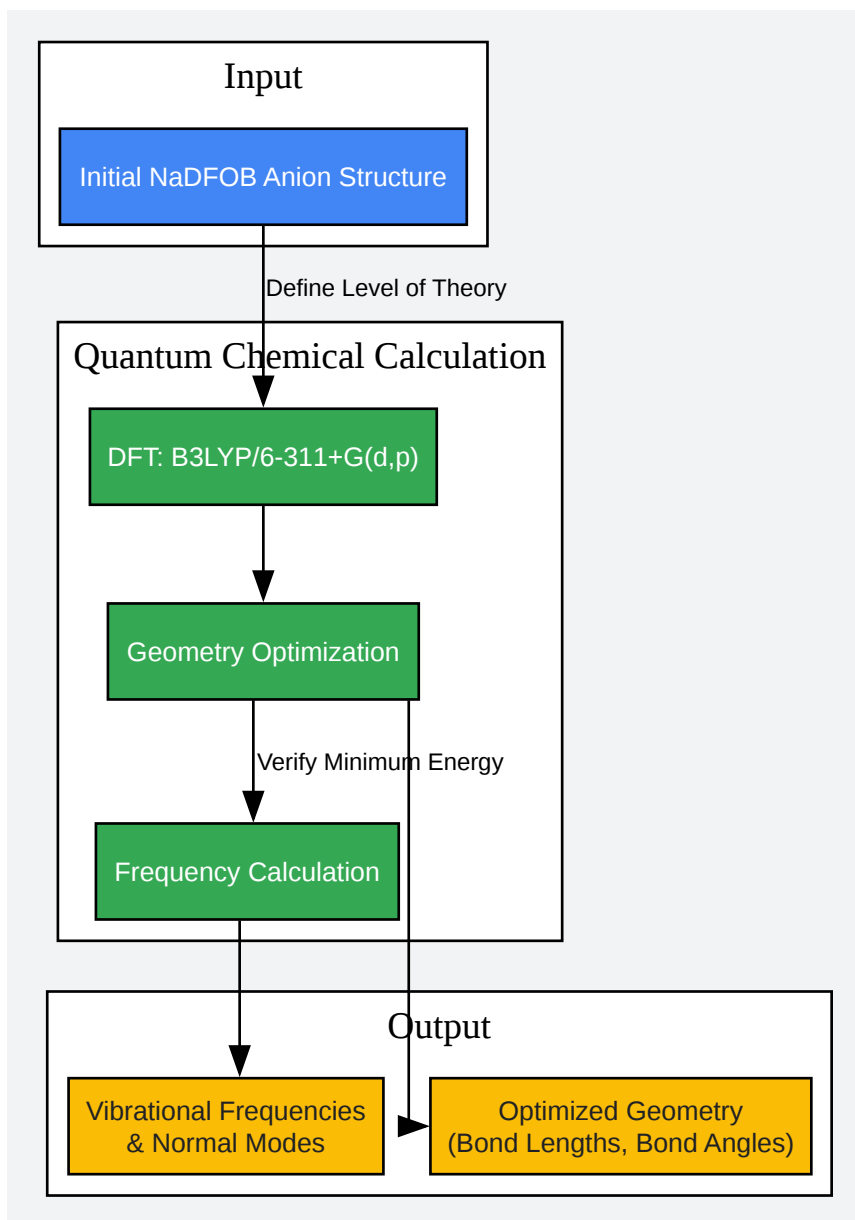 Input
Initial NaDFOB Anion Structure
Define Level of Theory
Quantum Chemical Calculation
DFT: B3LYP/6-311+G(d,p)
Geometry Optimization
Verify Minimum Energy
Frequency Calculation
Output
Vibrational Frequencies
& Normal Modes
Optimized Geometry
(Bond Lengths, Bond Angles)